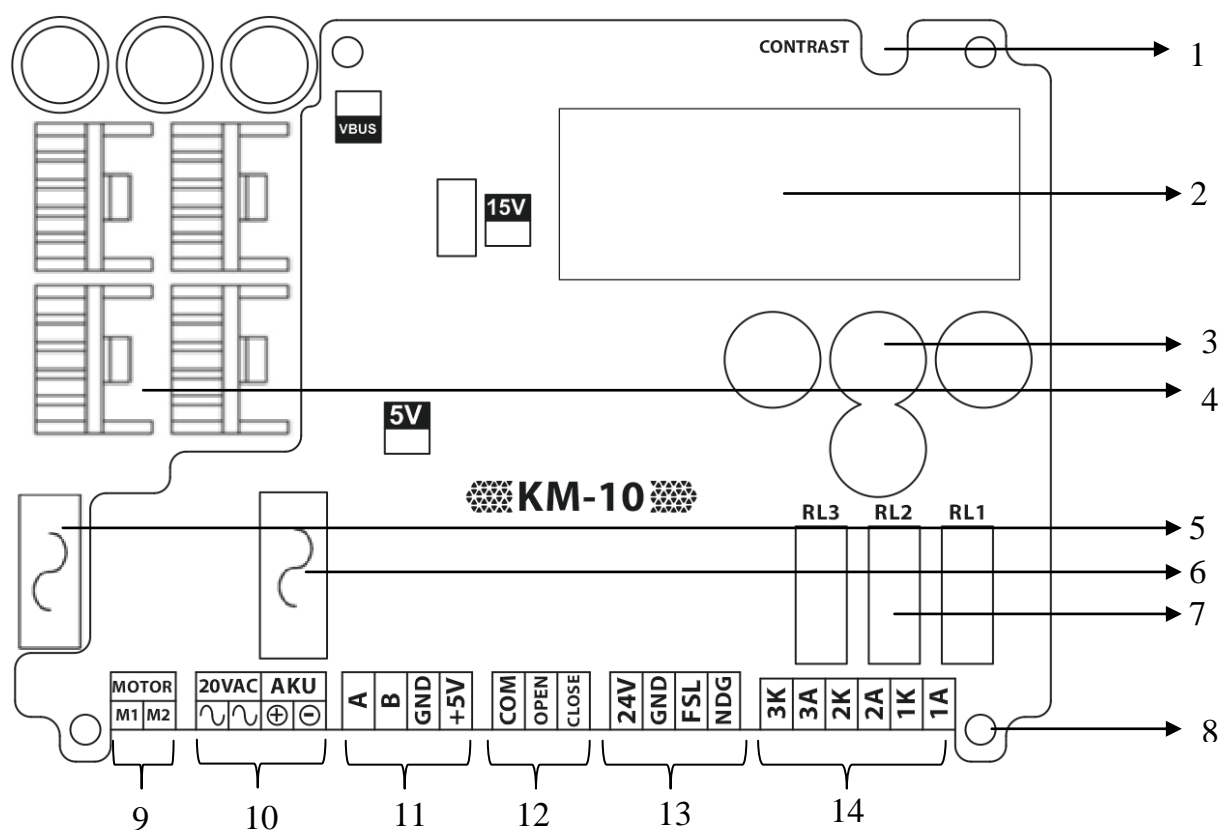 CONTRAST
1
VBUS
2
15V
3
4
5V
KM-10
RL3 RL2 RL1
5
6
7
MOTOR 20VAC AKU
M1 M2
A B GND +5V
COM OPEN CLOSE
24V GND FSL NDG
3K 3A 2K 2A 1K 1A
8
9 10 11 12 13 14